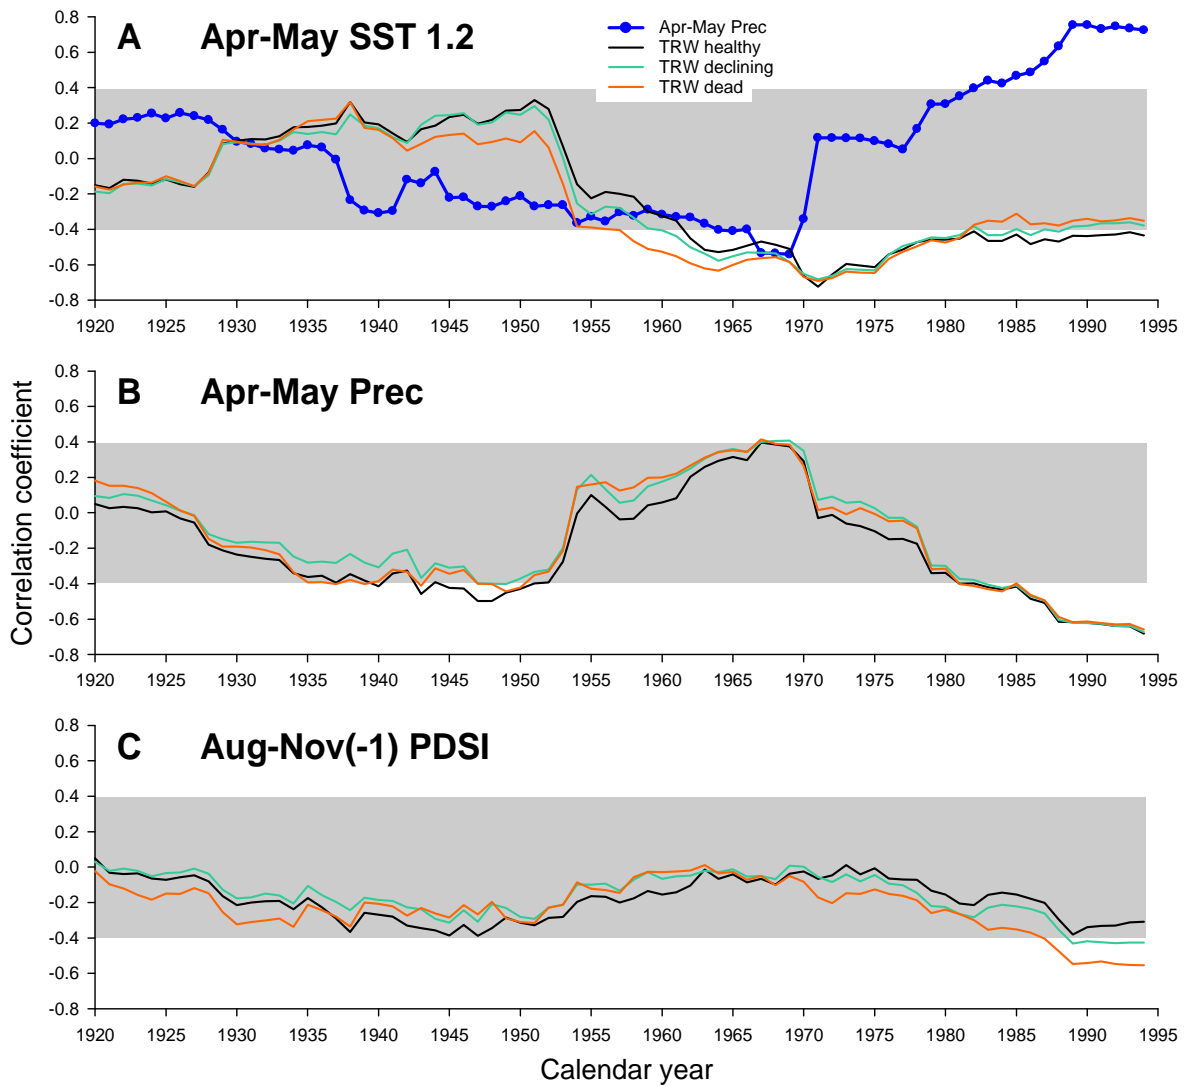 A Apr-May SST 1.2
Apr-May Prec
TRW healthy
TRW declining
TRW dead
0.8
0.6
0.4
0.2
0.0
-0.2
-0.4
-0.6
-0.8
1920 1925 1930 1935 1940 1945 1950 1955 1960 1965 1970 1975 1980 1985 1990 1995
B Apr-May Prec
Correlation coefficient
0.8
0.6
0.4
0.2
0.0
-0.2
-0.4
-0.6
-0.8
1920 1925 1930 1935 1940 1945 1950 1955 1960 1965 1970 1975 1980 1985 1990 1995
C Aug-Nov(-1) PDSI
0.8
0.6
0.4
0.2
0.0
-0.2
-0.4
-0.6
-0.8
1920 1925 1930 1935 1940 1945 1950 1955 1960 1965 1970 1975 1980 1985 1990 1995
Calendar year